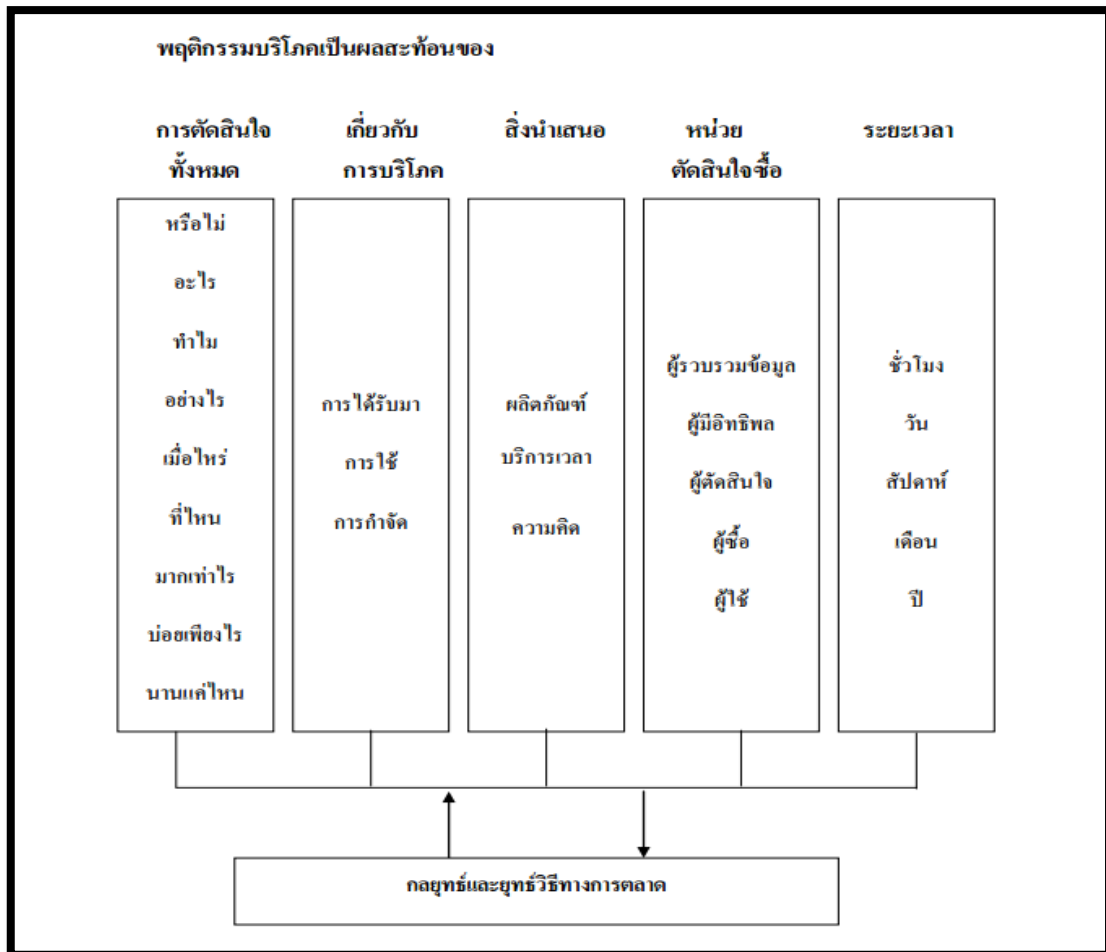 พฤติกรรมบริโภคเป็นผลสะท้อนของ
การตัดสินใจ
ทั้งหมด
เกี่ยวกับ
การบริโภค
สิ่งนำเสนอ
หน่วย
ตัดสินใจซื้อ
ระยะเวลา
หรือไม่
อะไร
ทำไม
อย่างไร
เมื่อไหร่
ที่ไหน
มากเท่าไร
บ่อยเพียงไร
นานแค่ไหน
การได้รับมา
การใช้
การกำจัด
ผลิตภัณฑ์
บริการเวลา
ความคิด
ผู้รวบรวมข้อมูล
ผู้มีอิทธิพล
ผู้ตัดสินใจ
ผู้ซื้อ
ผู้ใช้
ชั่วโมง
วัน
สัปดาห์
เดือน
ปี
กลยุทธ์และยุทธ์วิธีทางการตลาด